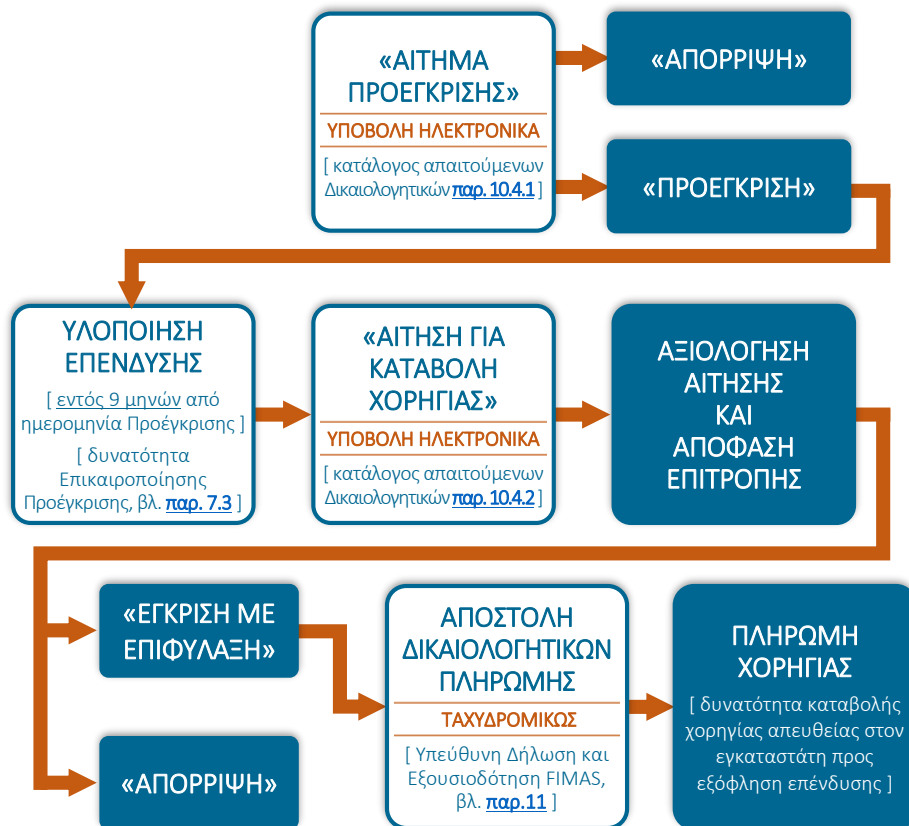 «ΑΙΤΗΜΑ
ΠΡΟΕΓΚΡΙΣΗΣ»
ΥΠΟΒΟΛΗ ΗΛΕΚΤΡΟΝΙΚΑ
[ κατάλογος απαιτούμενων
Δικαιολογητικών παρ. 10.4.1 ]
«ΑΠΟΡΡΙΨΗ»
«ΠΡΟΕΓΚΡΙΣΗ»
ΥΛΟΠΟΙΗΣΗ
ΕΠΕΝΔΥΣΗΣ
[ εντός 9 μηνών από
ημερομηνία Προέγκρισης ]
[ δυνατότητα
Επικαιροποίησης
Προέγκρισης, βλ. παρ. 7.3 ]
«ΑΙΤΗΣΗ ΓΙΑ
ΚΑΤΑΒΟΛΗ
ΧΟΡΗΓΙΑΣ»
ΥΠΟΒΟΛΗ ΗΛΕΚΤΡΟΝΙΚΑ
[ κατάλογος απαιτούμενων
Δικαιολογητικών παρ. 10.4.2 ]
ΑΞΙΟΛΟΓΗΣΗ
ΑΙΤΗΣΗΣ
ΚΑΙ
ΑΠΟΦΑΣΗ
ΕΠΙΤΡΟΠΗΣ
«ΕΓΚΡΙΣΗ ΜΕ
ΕΠΙΦΥΛΑΞΗ»
«ΑΠΟΡΡΙΨΗ»
ΑΠΟΣΤΟΛΗ
ΔΙΚΑΙΟΛΟΓΗΤΙΚΩΝ
ΠΛΗΡΩΜΗΣ
ΤΑΧΥΔΡΟΜΙΚΩΣ
[ Υπεύθυνη Δήλωση και
Εξουσιοδότηση FIMAS,
βλ. παρ.11 ]
ΠΛΗΡΩΜΗ
ΧΟΡΗΓΙΑΣ
[ δυνατότητα καταβολής
χορηγίας απευθείας στον
εγκαταστάτη προς
εξόφληση επένδυσης ]